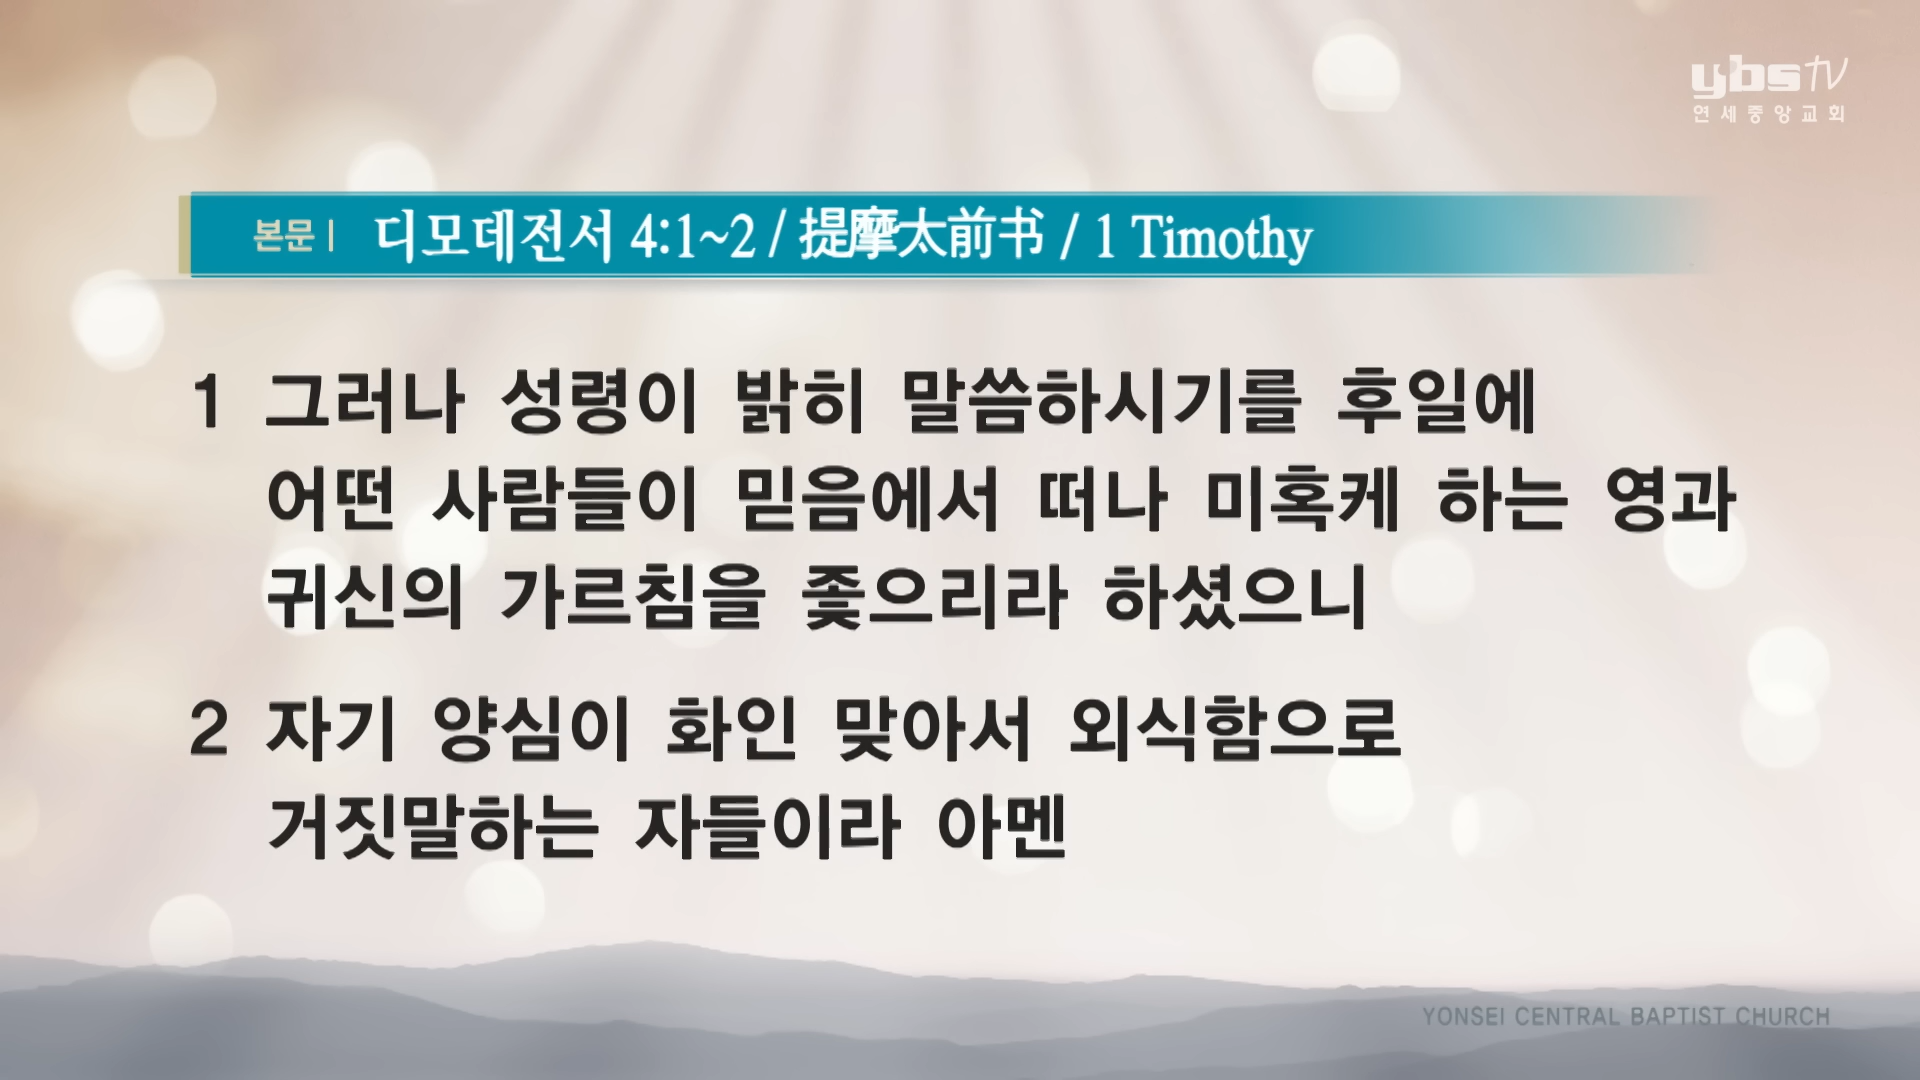 ybsTV
연세중앙교회
본문 | 디모데전서 4:1~2 / 提摩太前书 / 1 Timothy
1 그러나 성령이 밝히 말씀하시기를 후일에
어떤 사람들이 믿음에서 떠나 미혹케 하는 영과
귀신의 가르침을 좇으리라 하셨으니
2 자기 양심이 화인 맞아서 외식함으로
거짓말하는 자들이라 아멘
YONSEI CENTRAL BAPTIST CHURCH